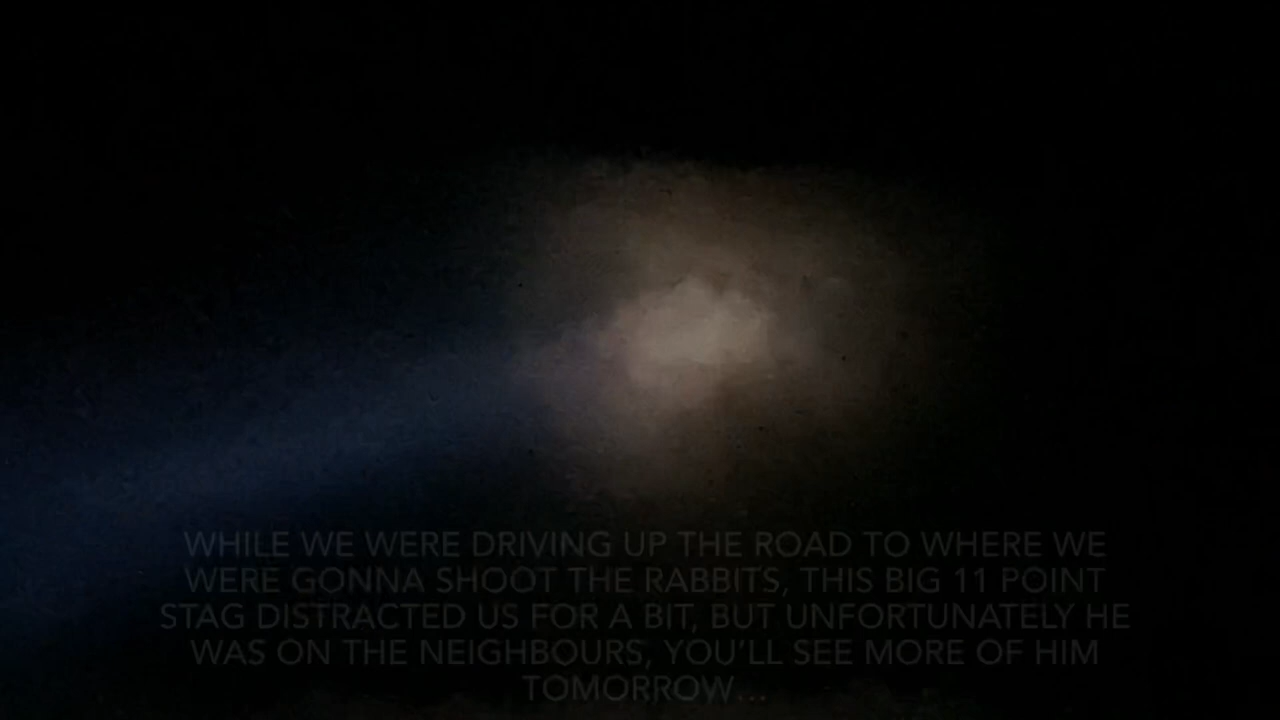 WHILE WE WERE DRIVING UP THE ROAD TO WHERE WE
WERE GONNA SHOOT THE RABBITS, THIS BIG 11 POINT
STAG DISTRACTED US FOR A BIT, BUT UNFORTUNATELY HE
WAS ON THE NEIGHBOURS, YOU'LL SEE MORE OF HIM
TOMORROW...